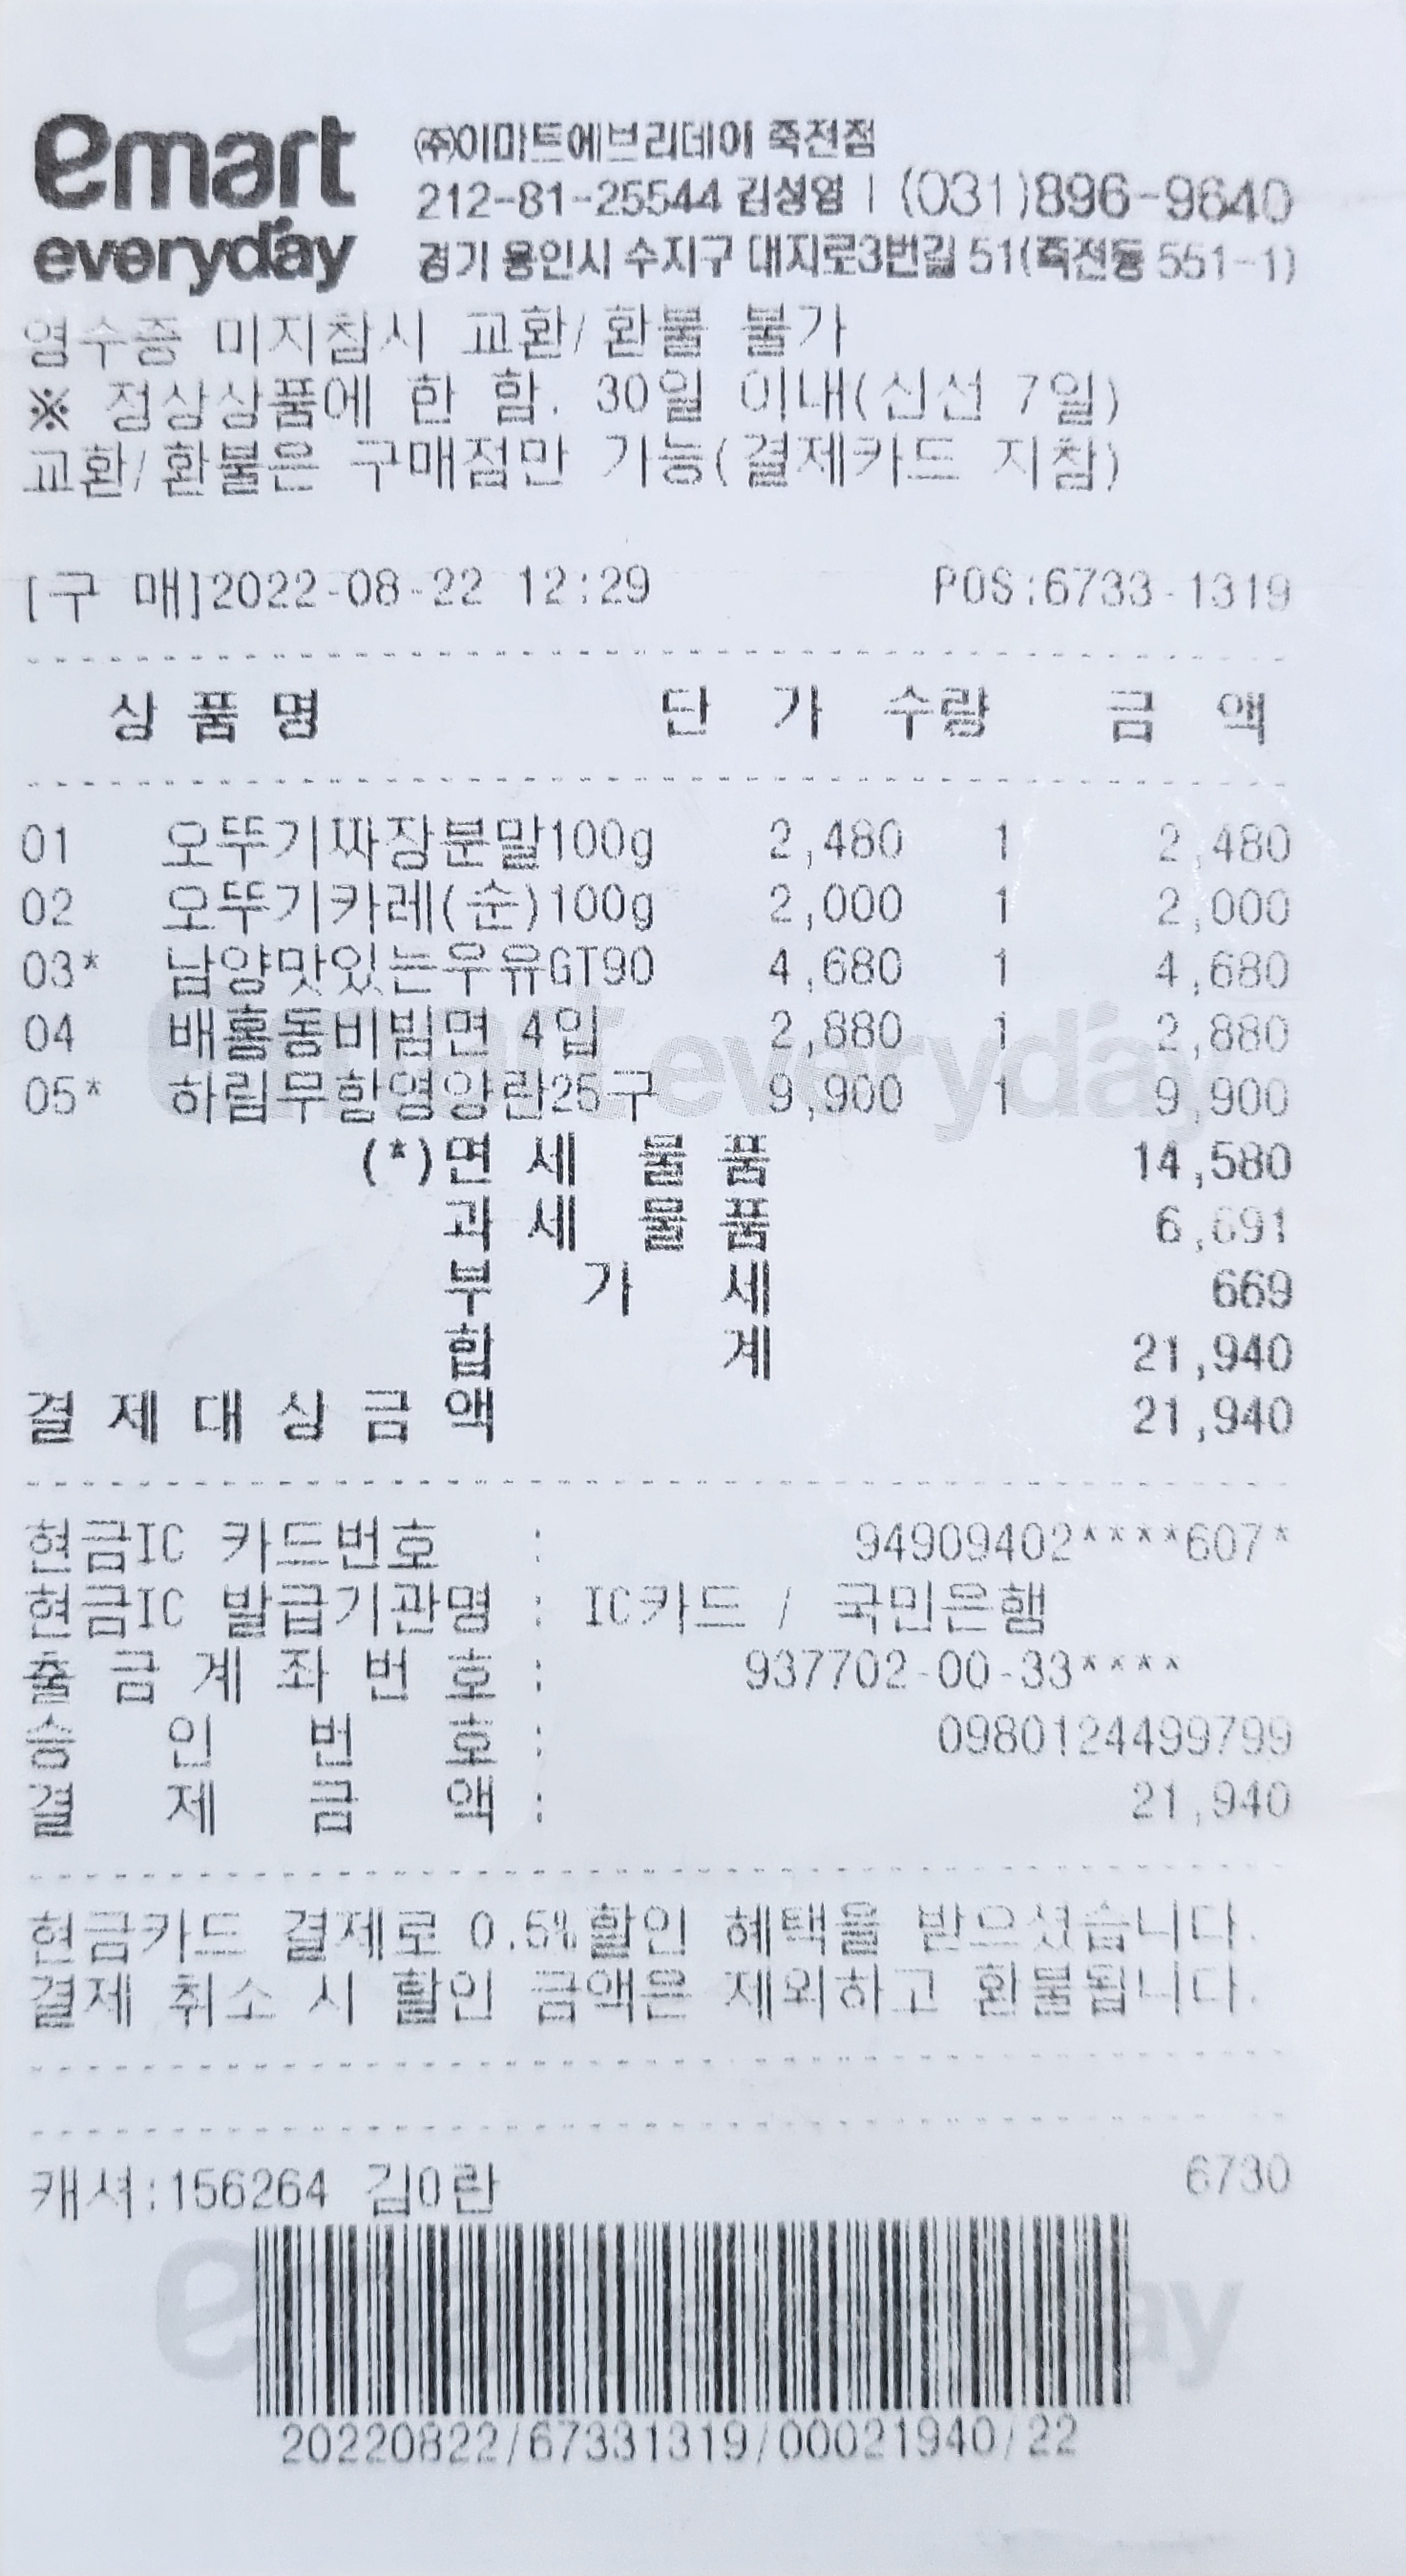 emart everyday
㈜이마트에브리데이 죽전점
212-81-25544 김성영 | (031)896-9640
경기 용인시 수지구 대지로3번길 51(죽전동 551-1)
영수증 미지참시 교환/환불 불가
※ 정상상품에 한 함. 30일 이내(신선 7일)
교환/환불은 구매점만 가능(결제카드 지참)
[구 매]2022-08-22 12:29 POS:6733-1319
상 품 명 단 가 수량 금 액
01 오뚜기짜장분말100g 2,480 1 2,480
02 오뚜기카레(순)100g 2,000 1 2,000
03* 남양맛있는우유GT90 4,680 1 4,680
04 배홍동비빔면 4입 2,880 1 2,880
05* 하림무항영양란25구 9,900 1 9,900
(*)면 세 물 품 14,580
과 세 물 품 6,691
부 가 세 669
합 계 21,940
결 제 대 상 금 액 21,940
현금IC 카드번호 : 94909402****607*
현금IC 발급기관명 : IC카드 / 국민은행
출 금 계 좌 번 호 : 937702-00-33****
승 인 번 호 : 0980124499799
결 제 금 액 : 21,940
현금카드 결제로 0.5%할인 혜택을 받으셨습니다.
결제 취소 시 할인 금액은 제외하고 환불됩니다.
캐셔:156264 김0란 6730
20220822/67331319/00021940/22